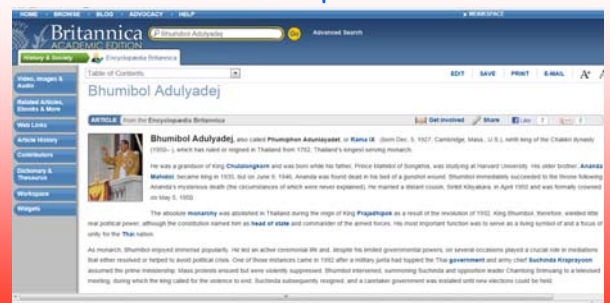 HOME BROWSE BLOG ADVOCACY HELP
WORKSPACE
Britannica
ACADEMIC EDITION
Bhumibol Adulyadej
Go
Advanced Search
History & Society
Encyclopædia Britannica
Table of Contents
EDIT SAVE PRINT E-MAIL
Bhumibol Adulyadej
Video, Images & Audio
Related Articles, Ebooks & More
Web Links
Article History
Contributors
Dictionary & Thesaurus
Workspace
Widgets
ARTICLE from the Encyclopædia Britannica
Get involved Share Like
Bhumibol Adulyadej, also called Phumiphon Adunlayadet, or Rama IX (born Dec. 5, 1927, Cambridge, Mass., U.S.), ninth king of the Chakkri dynasty
(1950– ), which has ruled or reigned in Thailand from 1782. Thailand's longest-serving monarch.
He was a grandson of King Chulalongkorn and was born while his father, Prince Mahidol of Songkhla, was studying at Harvard University. His older brother, Ananda
Mahidol, became king in 1935, but on June 9, 1946, Ananda was found dead in his bed of a gunshot wound. Bhumibol immediately succeeded to the throne following
Ananda's mysterious death (the circumstances of which were never explained). He married a distant cousin, Sirikit Kitiyakara, in April 1950 and was formally crowned
on May 5, 1950.
The absolute monarchy was abolished in Thailand during the reign of King Prajadhipok as a result of the revolution of 1932. King Bhumibol, therefore, wielded little
real political power, although the constitution named him as head of state and commander of the armed forces. His most important function was to serve as a living symbol of and a focus of
unity for the Thai nation.
As monarch, Bhumibol enjoyed immense popularity. He led an active ceremonial life and, despite his limited governmental powers, on several occasions played a crucial role in mediations
that either resolved or helped to avoid political crisis. One of those instances came in 1992 after a military junta had toppled the Thai government and army chief Suchinda Kraprayoon
assumed the prime ministership. Mass protests ensued but were violently suppressed. Bhumibol intervened, summoning Suchinda and opposition leader Chamlong Srimuang to a televised
meeting, during which the king called for the violence to end. Suchinda subsequently resigned, and a caretaker government was installed until new elections could be held.